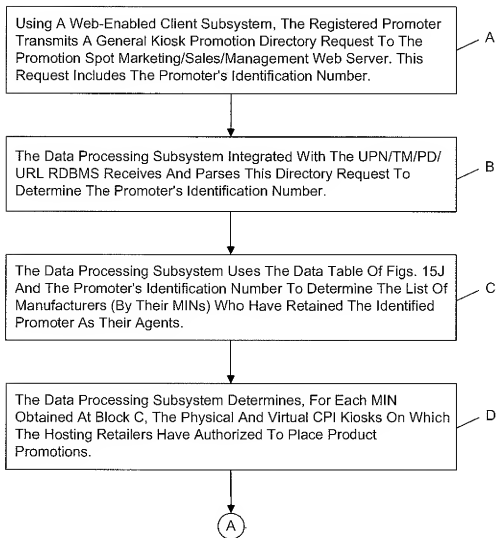 Using A Web-Enabled Client Subsystem, The Registered Promoter
Transmits A General Kiosk Promotion Directory Request To The
Promotion Spot Marketing/Sales/Management Web Server. This
Request Includes The Promoter's Identification Number.
A
The Data Processing Subsystem Integrated With The UPN/TM/PD/
URL RDBMS Receives And Parses This Directory Request To
Determine The Promoter's Identification Number.
B
The Data Processing Subsystem Uses The Data Table Of Figs. 15J
And The Promoter's Identification Number To Determine The List Of
Manufacturers (By Their MINs) Who Have Retained The Identified
Promoter As Their Agents.
C
The Data Processing Subsystem Determines, For Each MIN
Obtained At Block C, The Physical And Virtual CPI Kiosks On Which
The Hosting Retailers Have Authorized To Place Product
Promotions.
D
A